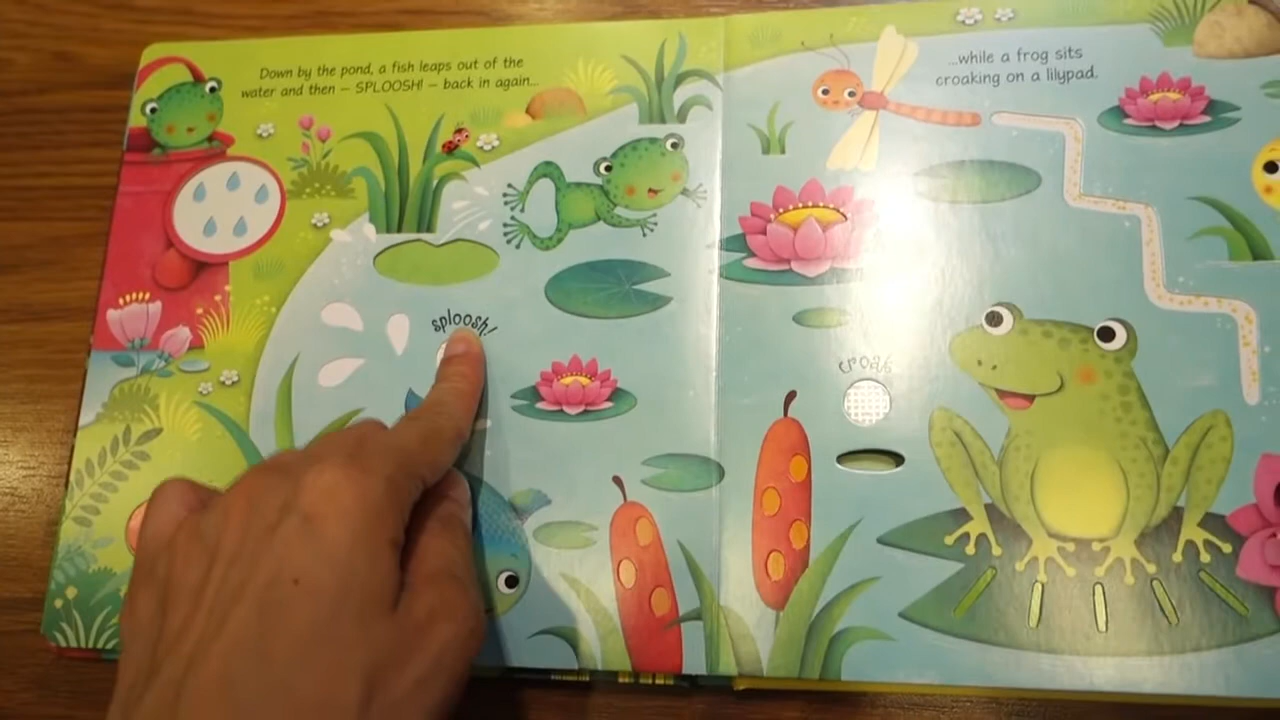 Down by the pond, a fish leaps out of the
water and then – SPLOOSH! – back in again...
...while a frog sits
croaking on a lilypad.
sploosh!
croak